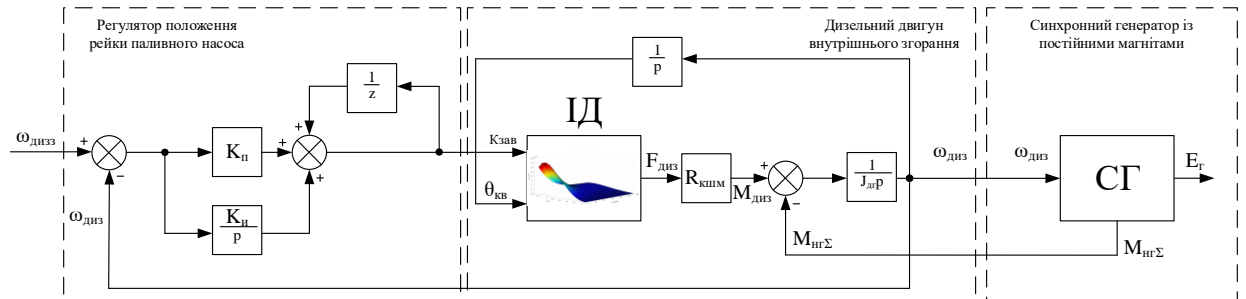 Регулятор положення
рейки паливного насоса
Дизельний двигун
внутрішнього згорання
Синхронний генератор із
постійними магнітами
1
p
1
z
ІД
ωдизз
+
−
Kп
+
+
+
Kзав
θкв
Fдиз
Rкшм
Mдиз
+
−
1
Jдгp
ωдиз
ωдиз
СГ
Eг
ωдиз
Kи
p
MнгΣ
MнгΣ